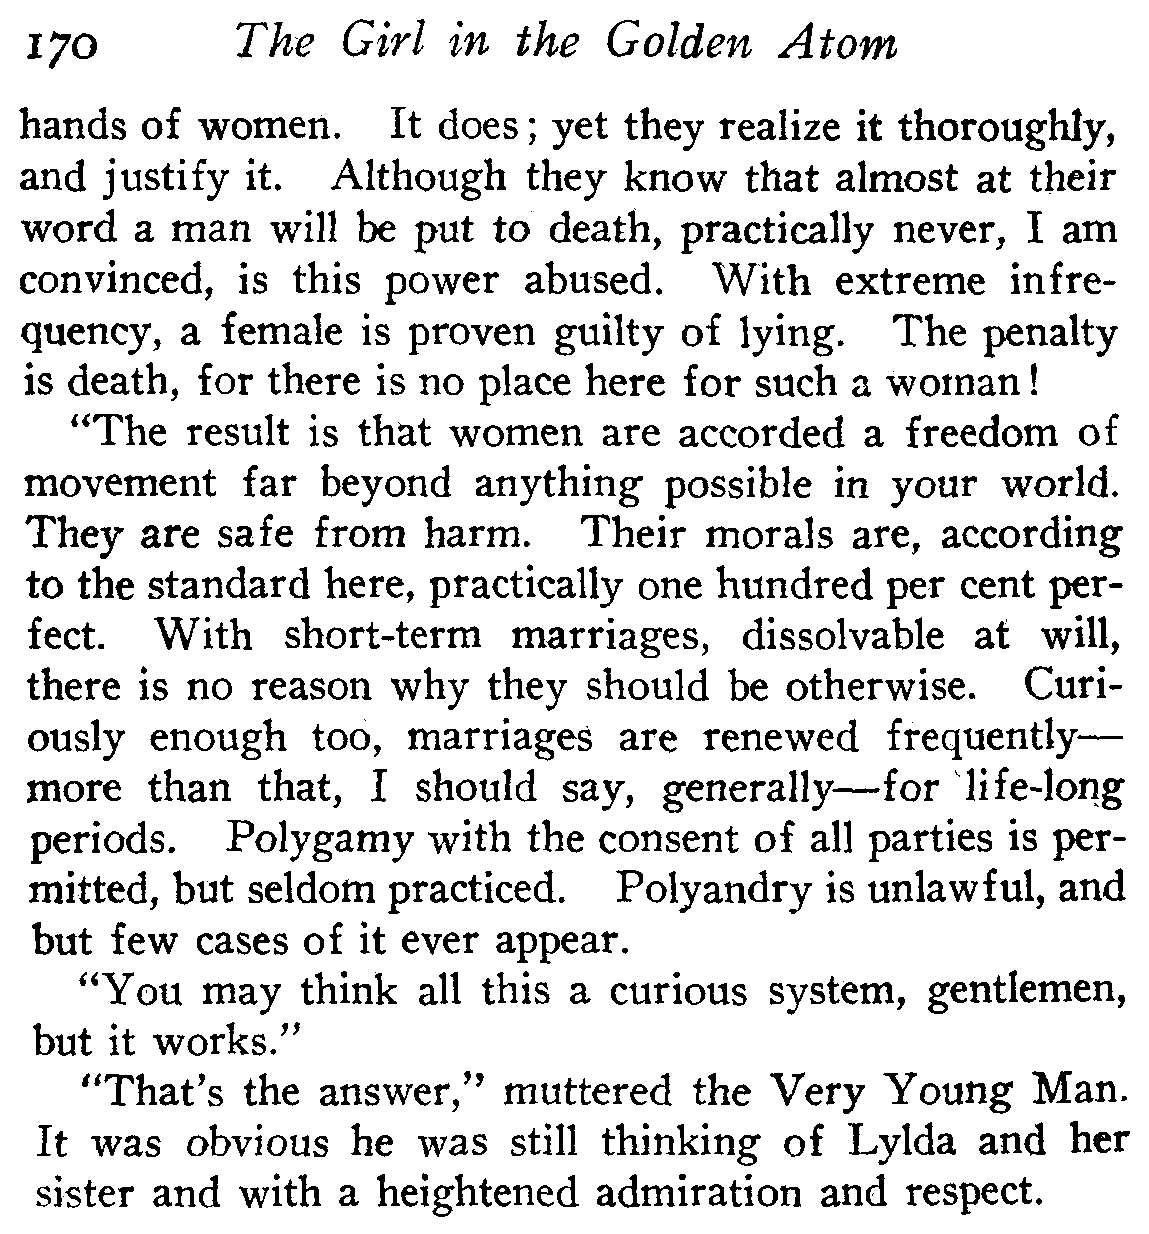 170 The Girl in the Golden Atom
hands of women. It does; yet they realize it thoroughly,
and justify it. Although they know that almost at their
word a man will be put to death, practically never, I am
convinced, is this power abused. With extreme infre-
quency, a female is proven guilty of lying. The penalty
is death, for there is no place here for such a woman!
“The result is that women are accorded a freedom of
movement far beyond anything possible in your world.
They are safe from harm. Their morals are, according
to the standard here, practically one hundred per cent per-
fect. With short-term marriages, dissolvable at will,
there is no reason why they should be otherwise. Curi-
ously enough too, marriages are renewed frequently—
more than that, I should say, generally—for life-long
periods. Polygamy with the consent of all parties is per-
mitted, but seldom practiced. Polyandry is unlawful, and
but few cases of it ever appear.
“You may think all this a curious system, gentlemen,
but it works.”
“That’s the answer,” muttered the Very Young Man.
It was obvious he was still thinking of Lylda and her
sister and with a heightened admiration and respect.